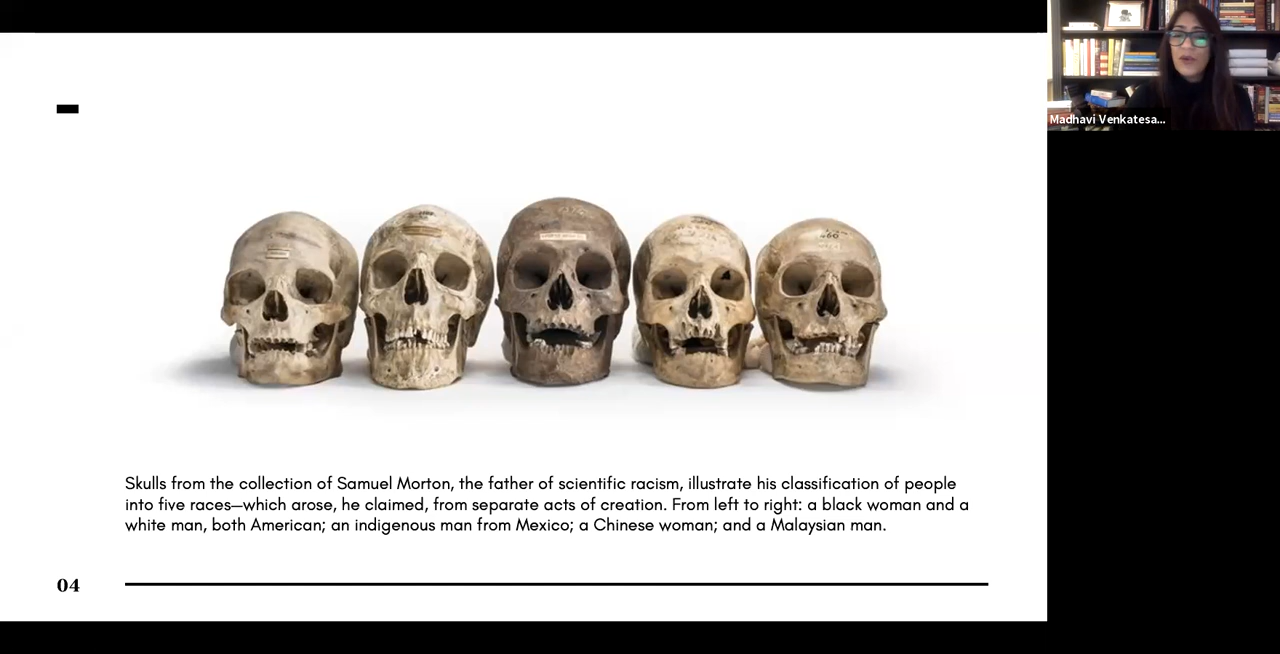 Madhavi Venkatesa...
Skulls from the collection of Samuel Morton, the father of scientific racism, illustrate his classification of people
into five races—which arose, he claimed, from separate acts of creation. From left to right: a black woman and a
white man, both American; an indigenous man from Mexico; a Chinese woman; and a Malaysian man.
04